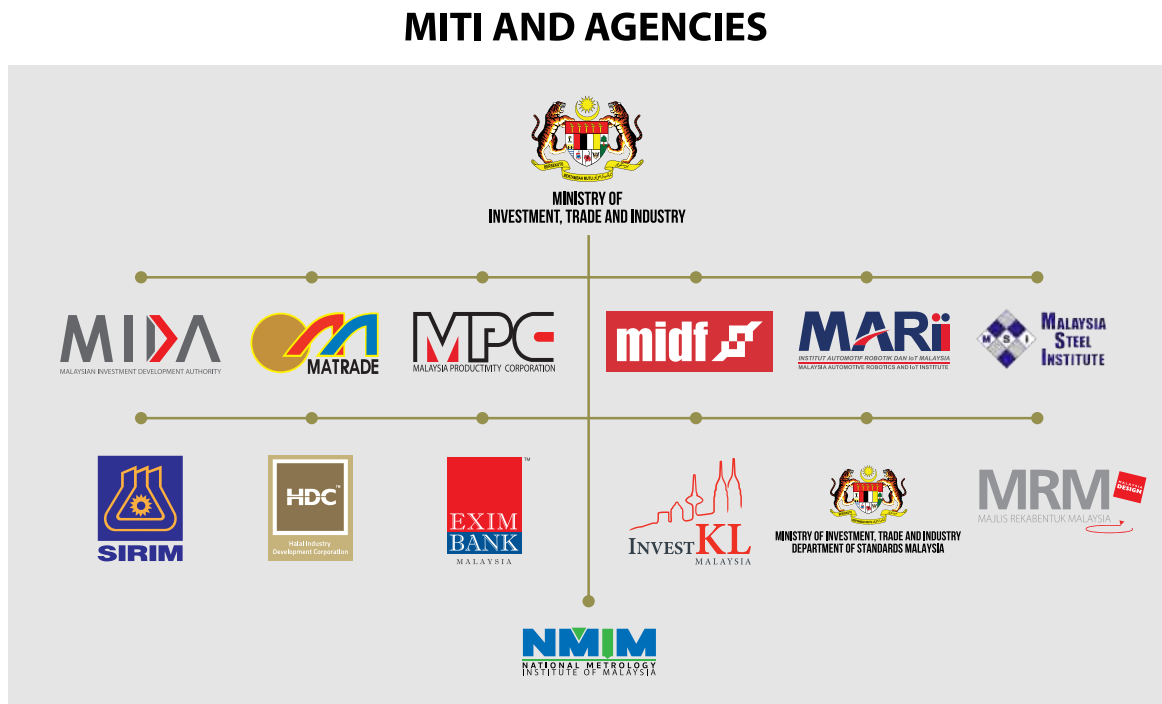 MITI AND AGENCIES
MINISTRY OF
INVESTMENT, TRADE AND INDUSTRY
MIDA
MALAYSIAN INVESTMENT DEVELOPMENT AUTHORITY
MATRADE
MPC
MALAYSIA PRODUCTIVITY CORPORATION
midf
MARii
INSTITUT AUTOMOTIF ROBOTIK DAN IoT MALAYSIA
MALAYSIA AUTOMOTIVE ROBOTICS AND IoT INSTITUTE
MSI
MALAYSIA
STEEL
INSTITUTE
SIRIM
HDC™
Halal Industry
Development Corporation
™
EXIM
BANK
MALAYSIA
INVESTKL
MALAYSIA
MINISTRY OF INVESTMENT, TRADE AND INDUSTRY
DEPARTMENT OF STANDARDS MALAYSIA
MRM
MALAYSIA
DESIGN
MAJLIS REKABENTUK MALAYSIA
NMIM
NATIONAL METROLOGY
INSTITUTE OF MALAYSIA